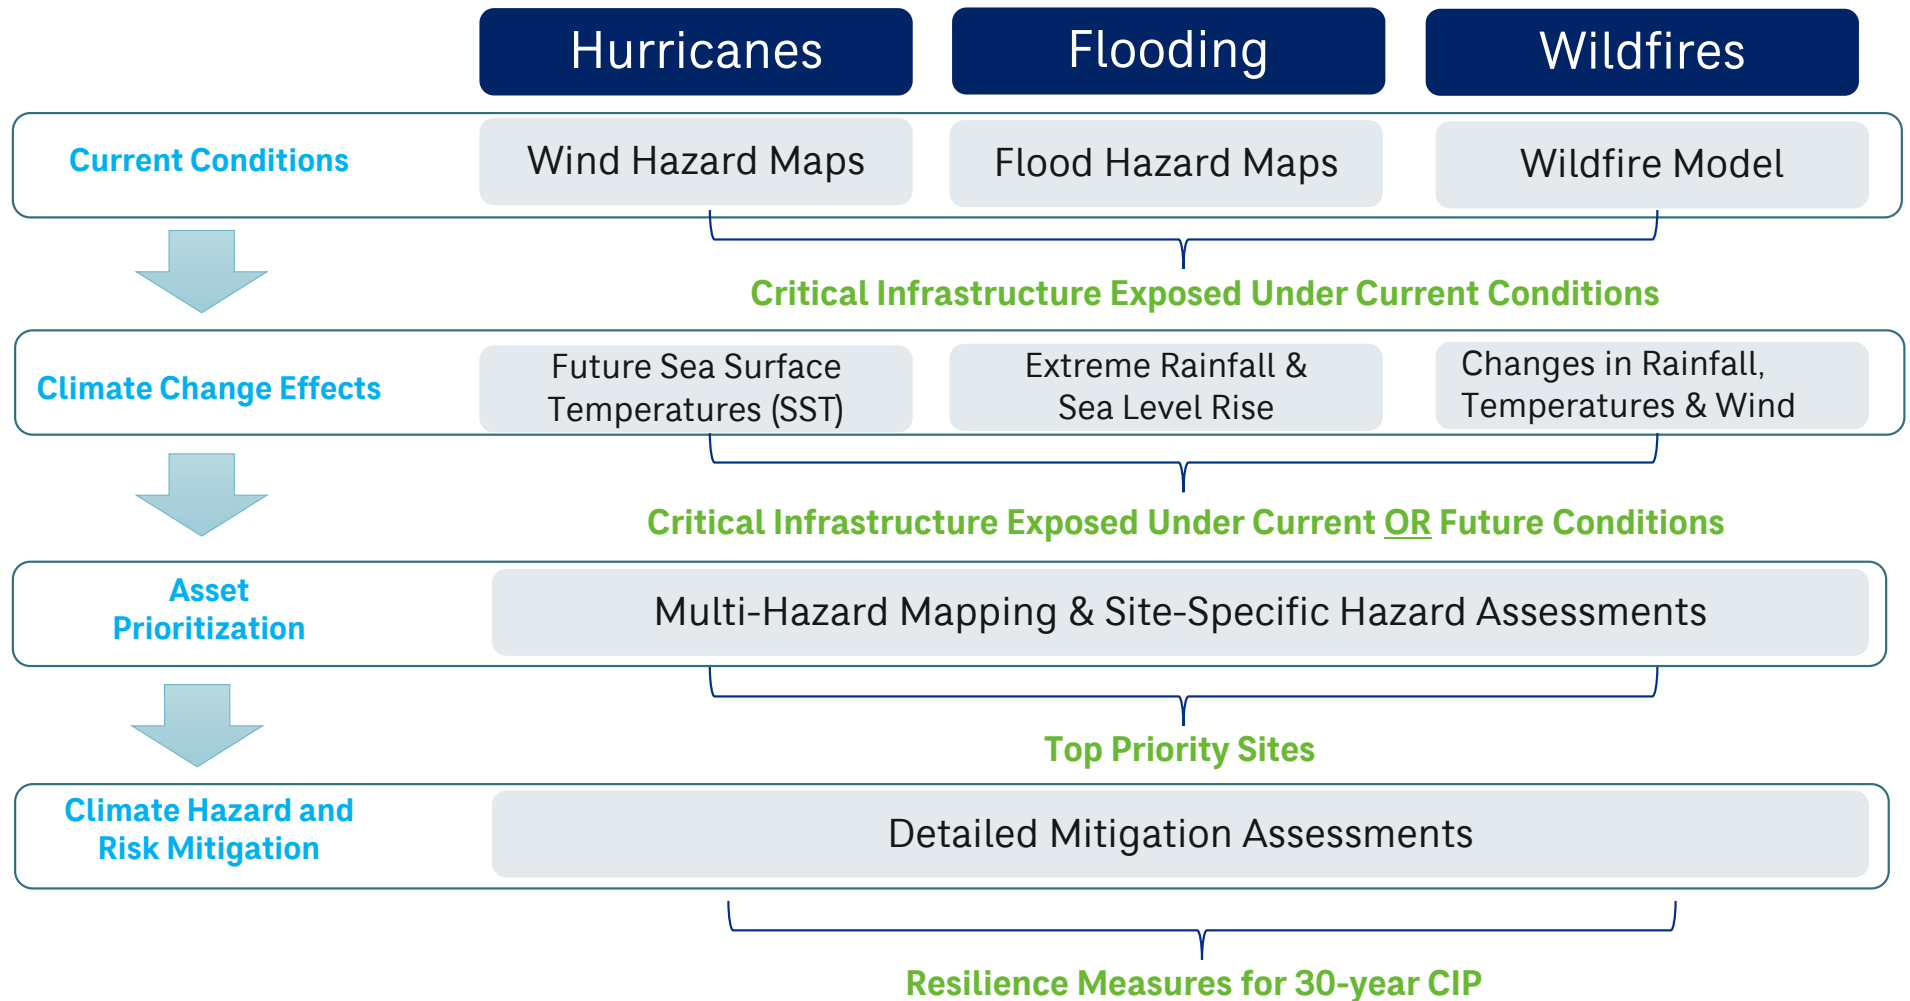 Hurricanes
Flooding
Wildfires
Current Conditions
Wind Hazard Maps
Flood Hazard Maps
Wildfire Model
Critical Infrastructure Exposed Under Current Conditions
Climate Change Effects
Future Sea Surface
Temperatures (SST)
Extreme Rainfall &
Sea Level Rise
Changes in Rainfall,
Temperatures & Wind
Critical Infrastructure Exposed Under Current OR Future Conditions
Asset
Prioritization
Multi-Hazard Mapping & Site-Specific Hazard Assessments
Top Priority Sites
Climate Hazard and
Risk Mitigation
Detailed Mitigation Assessments
Resilience Measures for 30-year CIP